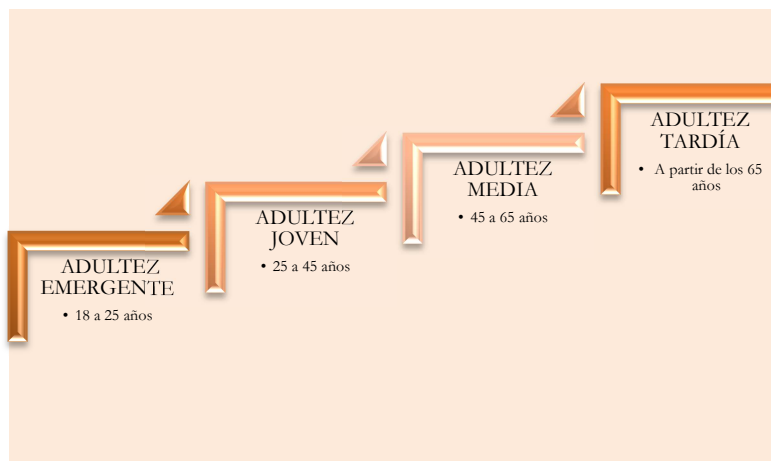 ADULTEZ
EMERGENTE
• 18 a 25 años
ADULTEZ
JOVEN
• 25 a 45 años
ADULTEZ
MEDIA
• 45 a 65 años
ADULTEZ
TARDÍA
• A partir de los 65
años